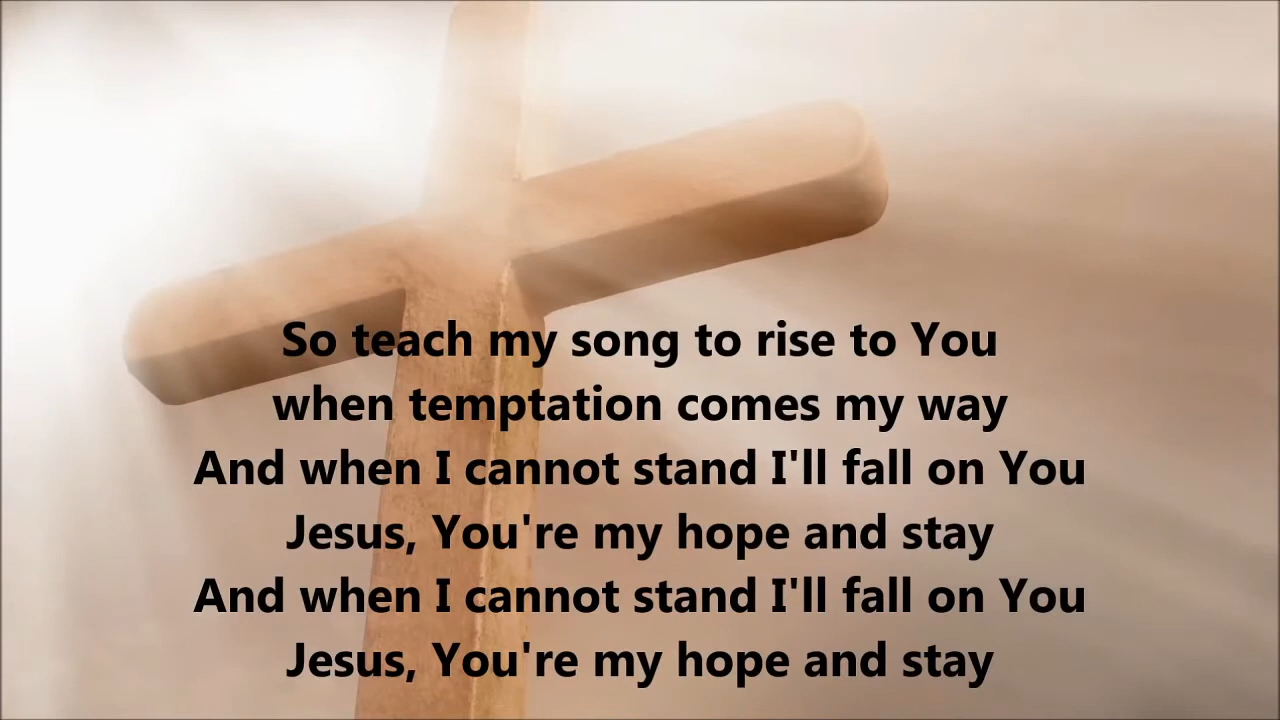 So teach my song to rise to You
when temptation comes my way
And when I cannot stand I'll fall on You
Jesus, You're my hope and stay
And when I cannot stand I'll fall on You
Jesus, You're my hope and stay